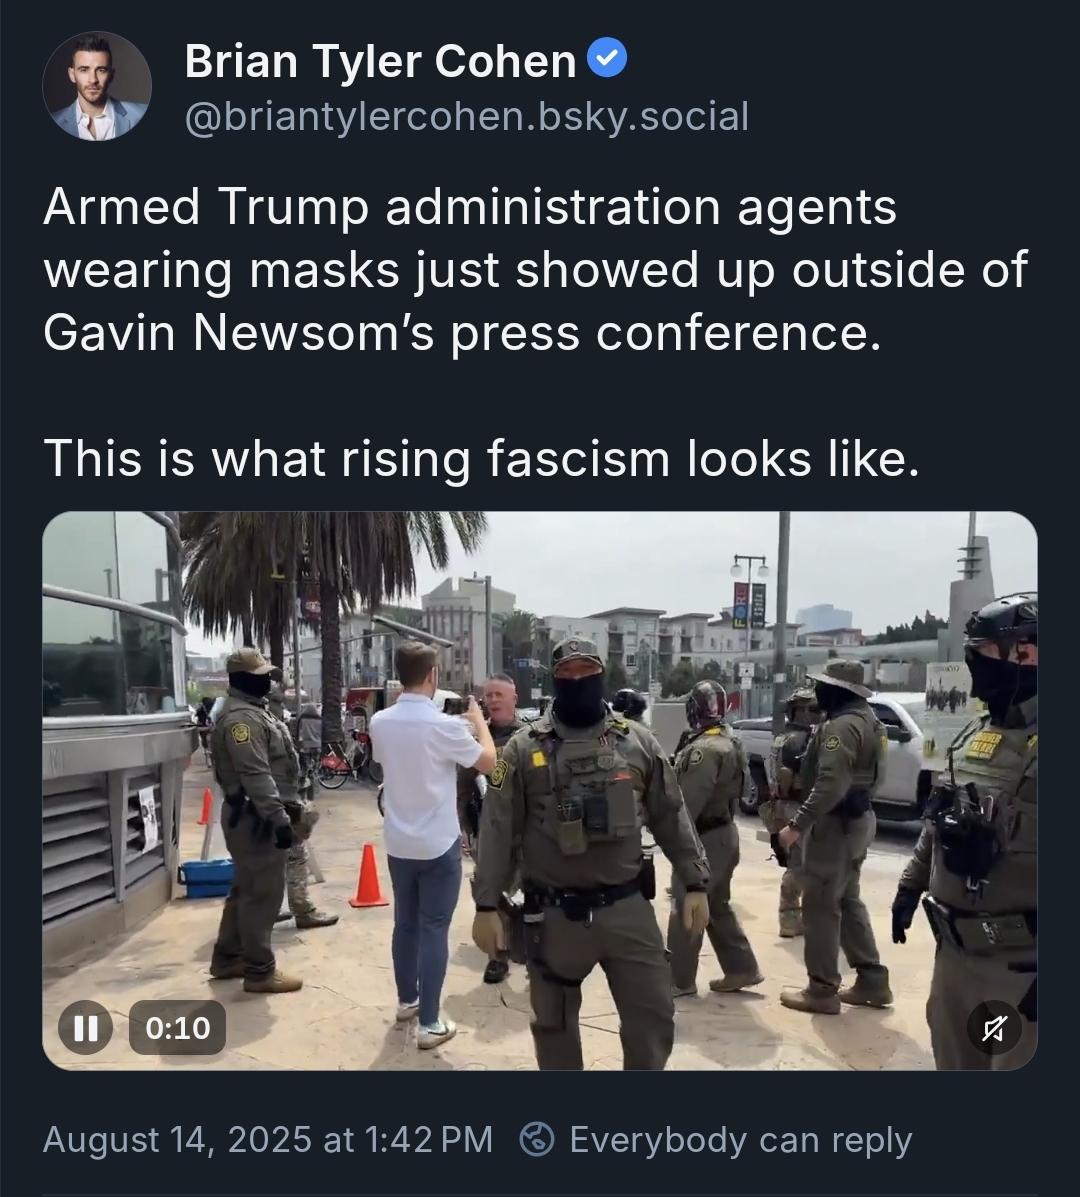 Brian Tyler Cohen
@briantylercohen.bsky.social
Armed Trump administration agents
wearing masks just showed up outside of
Gavin Newsom’s press conference.
This is what rising fascism looks like.
0:10
August 14, 2025 at 1:42 PM
Everybody can reply